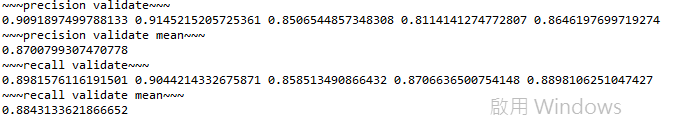 ~~~precision validate~~~
0.9091897499788133 0.9145215205725361 0.8506544857348308 0.8114141274772807 0.8646197699719274
~~~precision validate mean~~~
0.8700799307470778
~~~recall validate~~~
0.8981576116191501 0.9044214332675871 0.858513490866432 0.8706636500754148 0.8898106251047427
~~~recall validate mean~~~
0.8843133621866652
啟用 Windows